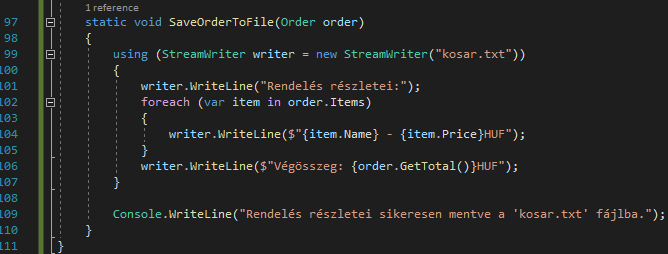 1 reference
97 static void SaveOrderToFile(Order order)
98 {
99 using (StreamWriter writer = new StreamWriter("kosar.txt"))
100 {
101 writer.WriteLine("Rendelés részletei:");
102 foreach (var item in order.Items)
103 {
104 writer.WriteLine($"{item.Name} - {item.Price}HUF");
105 }
106 writer.WriteLine($"Végösszeg: {order.GetTotal()}HUF");
107 }
108
109 Console.WriteLine("Rendelés részletei sikeresen mentve a 'kosar.txt' fájlba.");
110 }
111 }